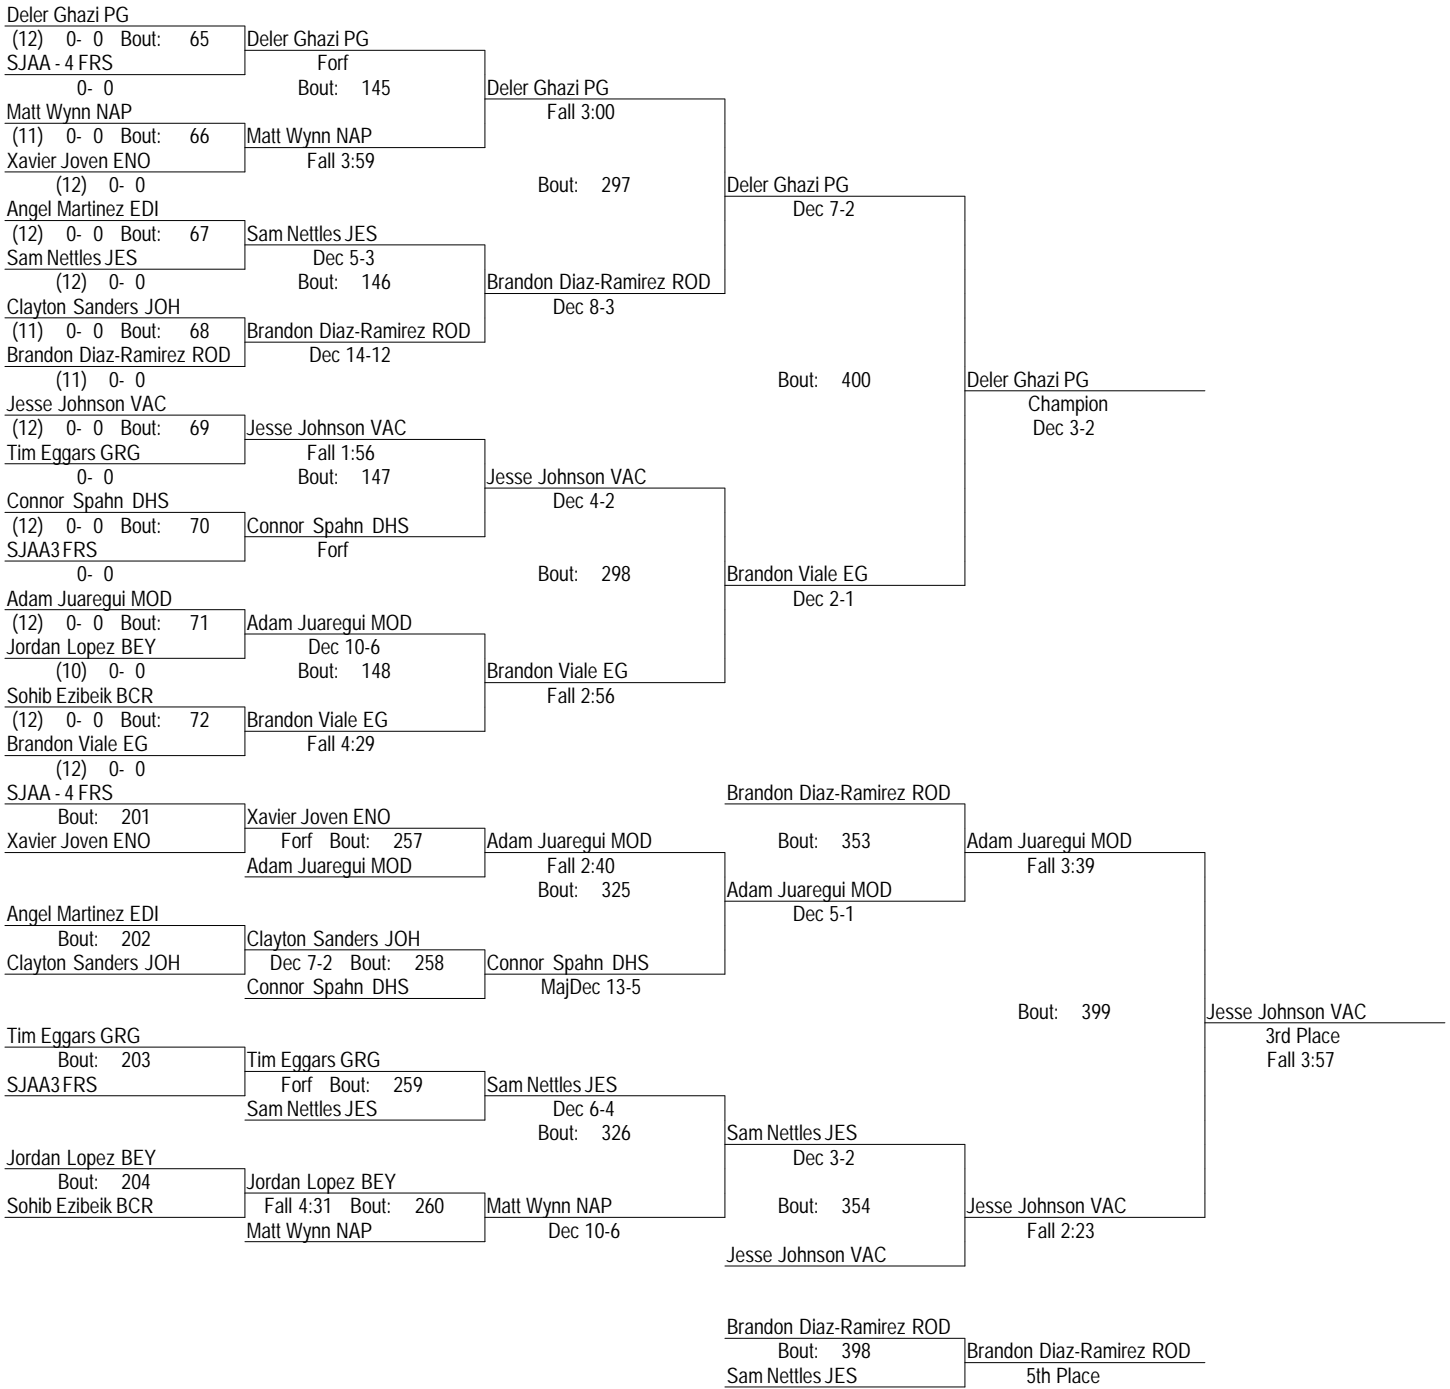 Deler Ghazi PG
(12) 0- 0 Bout: 65 Deler Ghazi PG
SJAA - 4 FRS Forf
0- 0 Bout: 145 Deler Ghazi PG
Matt Wynn NAP Fall 3:00
(11) 0- 0 Bout: 66 Matt Wynn NAP
Xavier Joven ENO Fall 3:59
(12) 0- 0 Bout: 297 Deler Ghazi PG
Angel Martinez EDI Dec 7-2
(12) 0- 0 Bout: 67 Sam Nettles JES
Sam Nettles JES Dec 5-3
(12) 0- 0 Bout: 146 Brandon Diaz-Ramirez ROD
Clayton Sanders JOH Dec 8-3
(11) 0- 0 Bout: 68 Brandon Diaz-Ramirez ROD
Brandon Diaz-Ramirez ROD Dec 14-12
(11) 0- 0 Bout: 400 Deler Ghazi PG
Jesse Johnson VAC Champion
(12) 0- 0 Bout: 69 Jesse Johnson VAC Dec 3-2
Tim Eggars GRG Fall 1:56
0- 0 Bout: 147 Jesse Johnson VAC
Connor Spahn DHS Dec 4-2
(12) 0- 0 Bout: 70 Connor Spahn DHS
SJAA3 FRS Forf
0- 0 Bout: 298 Brandon Viale EG
Adam Juaregui MOD Dec 2-1
(12) 0- 0 Bout: 71 Adam Juaregui MOD
Jordan Lopez BEY Dec 10-6
(10) 0- 0 Bout: 148 Brandon Viale EG
Sohib Ezibeik BCR Fall 2:56
(12) 0- 0 Bout: 72 Brandon Viale EG
Brandon Viale EG Fall 4:29
(12) 0- 0
SJAA - 4 FRS Brandon Diaz-Ramirez ROD
Bout: 201 Xavier Joven ENO
Xavier Joven ENO Forf Bout: 257 Adam Juaregui MOD Bout: 353 Adam Juaregui MOD
Adam Juaregui MOD Fall 2:40 Fall 3:39
Bout: 325 Adam Juaregui MOD
Angel Martinez EDI Dec 5-1
Bout: 202 Clayton Sanders JOH
Clayton Sanders JOH Dec 7-2 Bout: 258 Connor Spahn DHS
Connor Spahn DHS MajDec 13-5
Bout: 399 Jesse Johnson VAC
Tim Eggars GRG 3rd Place
Bout: 203 Tim Eggars GRG Fall 3:57
SJAA3 FRS Forf Bout: 259 Sam Nettles JES
Sam Nettles JES Dec 6-4
Bout: 326 Sam Nettles JES
Jordan Lopez BEY Dec 3-2
Bout: 204 Jordan Lopez BEY
Sohib Ezibeik BCR Fall 4:31 Bout: 260 Matt Wynn NAP Bout: 354 Jesse Johnson VAC
Matt Wynn NAP Dec 10-6 Fall 2:23
Jesse Johnson VAC
Brandon Diaz-Ramirez ROD
Bout: 398 Brandon Diaz-Ramirez ROD
Sam Nettles JES 5th Place